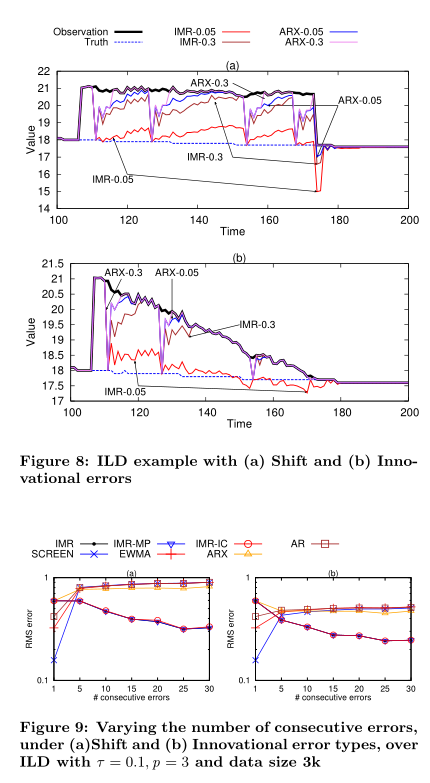 Observation IMR-0.05 ARX-0.05
Truth IMR-0.3 ARX-0.3
(a)
22
21
20
19
18
17
16
15
14
Value
ARX-0.3
ARX-0.05
IMR-0.3
IMR-0.05
100 120 140 160 180 200
Time
(b)
21.5
21
20.5
20
19.5
19
18.5
18
17.5
17
Value
ARX-0.3 ARX-0.05
IMR-0.3
IMR-0.05
100 120 140 160 180 200
Time
Figure 8: ILD example with (a) Shift and (b) Inno-
vational errors
IMR IMR-MP IMR-IC AR
SCREEN EWMA ARX
(a)
1
0.1
RMS error
1 5 10 15 20 25 30
# consecutive errors
(b)
1
0.1
RMS error
1 5 10 15 20 25 30
# consecutive errors
Figure 9: Varying the number of consecutive errors,
under (a)Shift and (b) Innovational error types, over
ILD with τ = 0.1, p = 3 and data size 3k